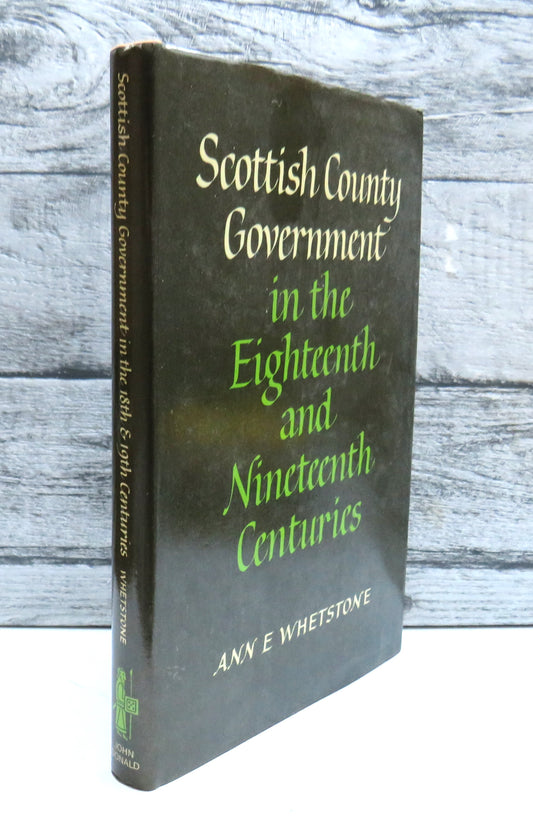 Scottish County Government in the 18th & 19th Centuries WHETSTONE
JOHN
DONALD
Scottish County
Government
in the
Eighteenth
and
Nineteenth
Centuries
ANN E WHETSTONE